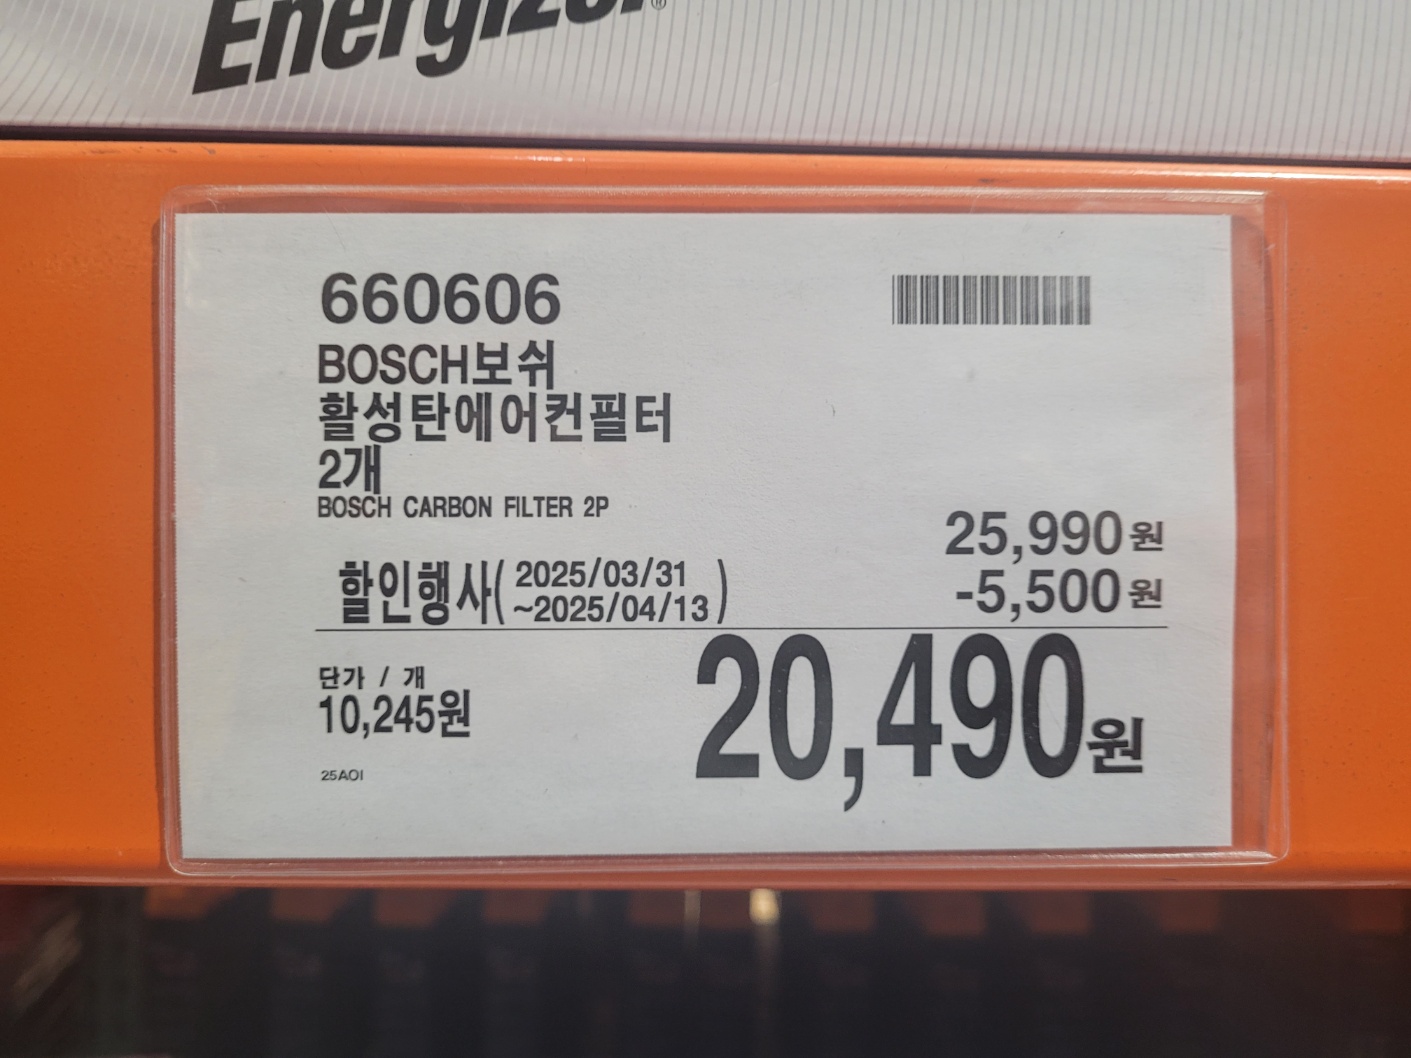 Energizer®
660606
BOSCH보쉬
활성탄에어컨필터
2개
BOSCH CARBON FILTER 2P
25,990원
할인행사( 2025/03/31 ~2025/04/13 )
-5,500원
20,490원
단가 / 개
10,245원
25AOI